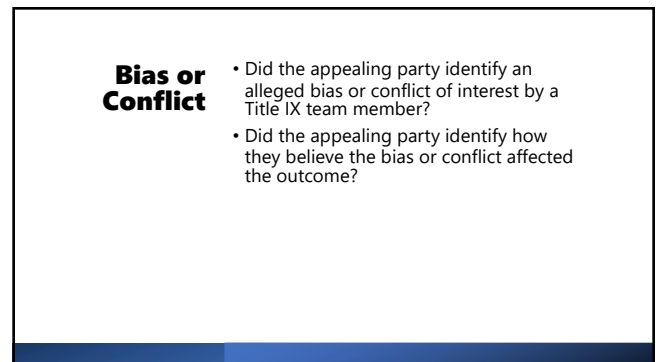 Bias or
Conflict
• Did the appealing party identify an
alleged bias or conflict of interest by a
Title IX team member?
• Did the appealing party identify how
they believe the bias or conflict affected
the outcome?